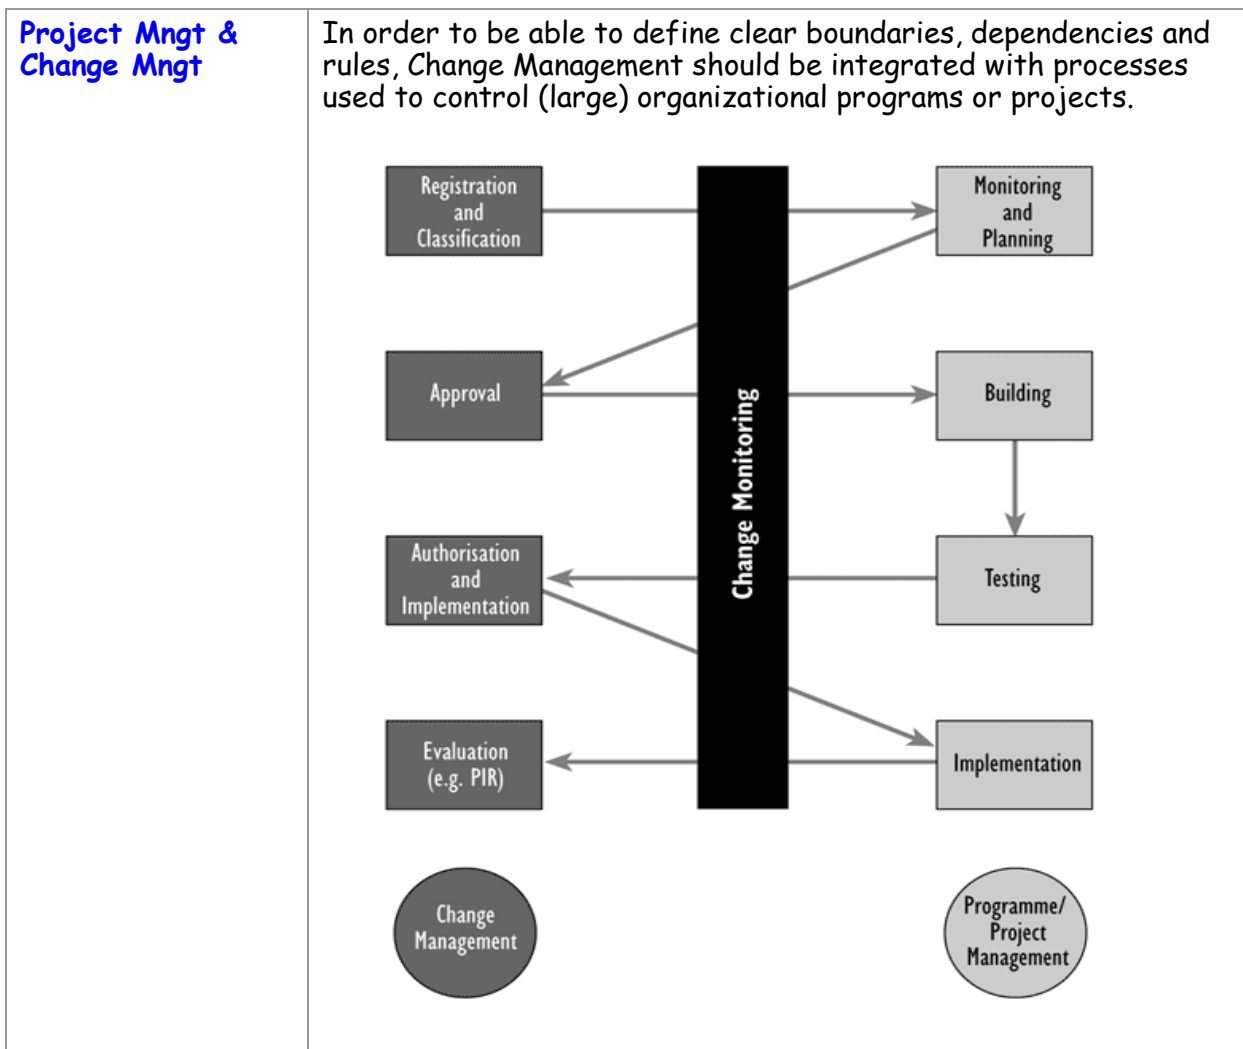 Project Mngt &
Change Mngt
In order to be able to define clear boundaries, dependencies and
rules, Change Management should be integrated with processes
used to control (large) organizational programs or projects.
Registration
and
Classification
Monitoring
and
Planning
Approval
Building
Change Monitoring
Authorisation
and
Implementation
Testing
Evaluation
(e.g. PIR)
Implementation
Change
Management
Programme/
Project
Management